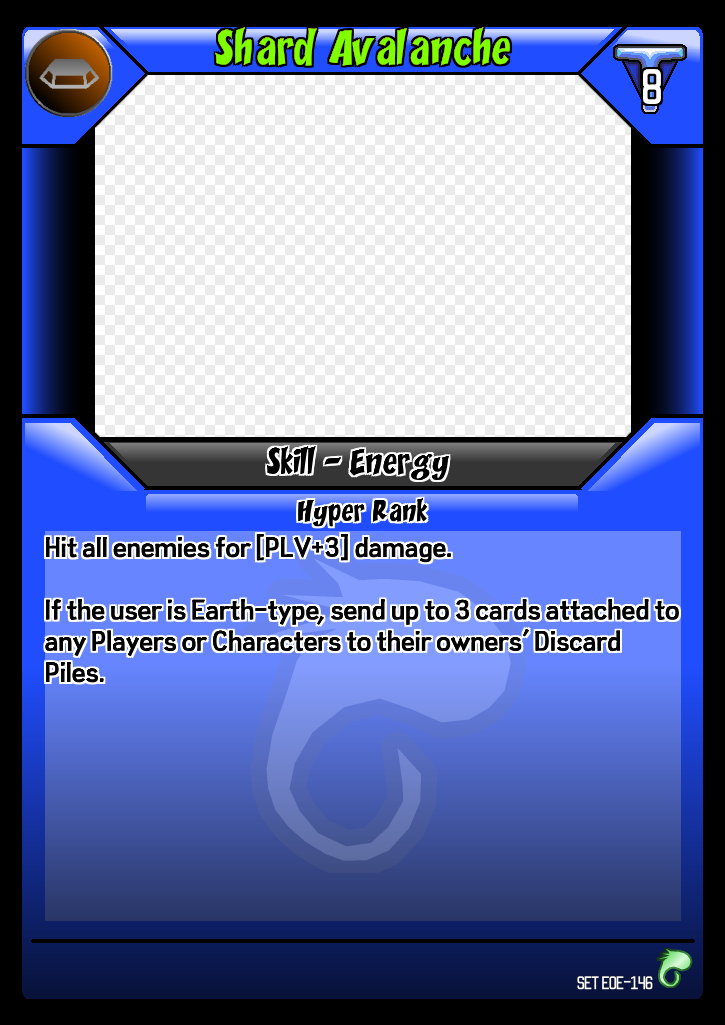 Shard Avalanche
8
Skill - Energy
Hyper Rank
Hit all enemies for [PLV+3] damage.
If the user is Earth-type, send up to 3 cards attached to
any Players or Characters to their owners' Discard
Piles.
SET EOE-146